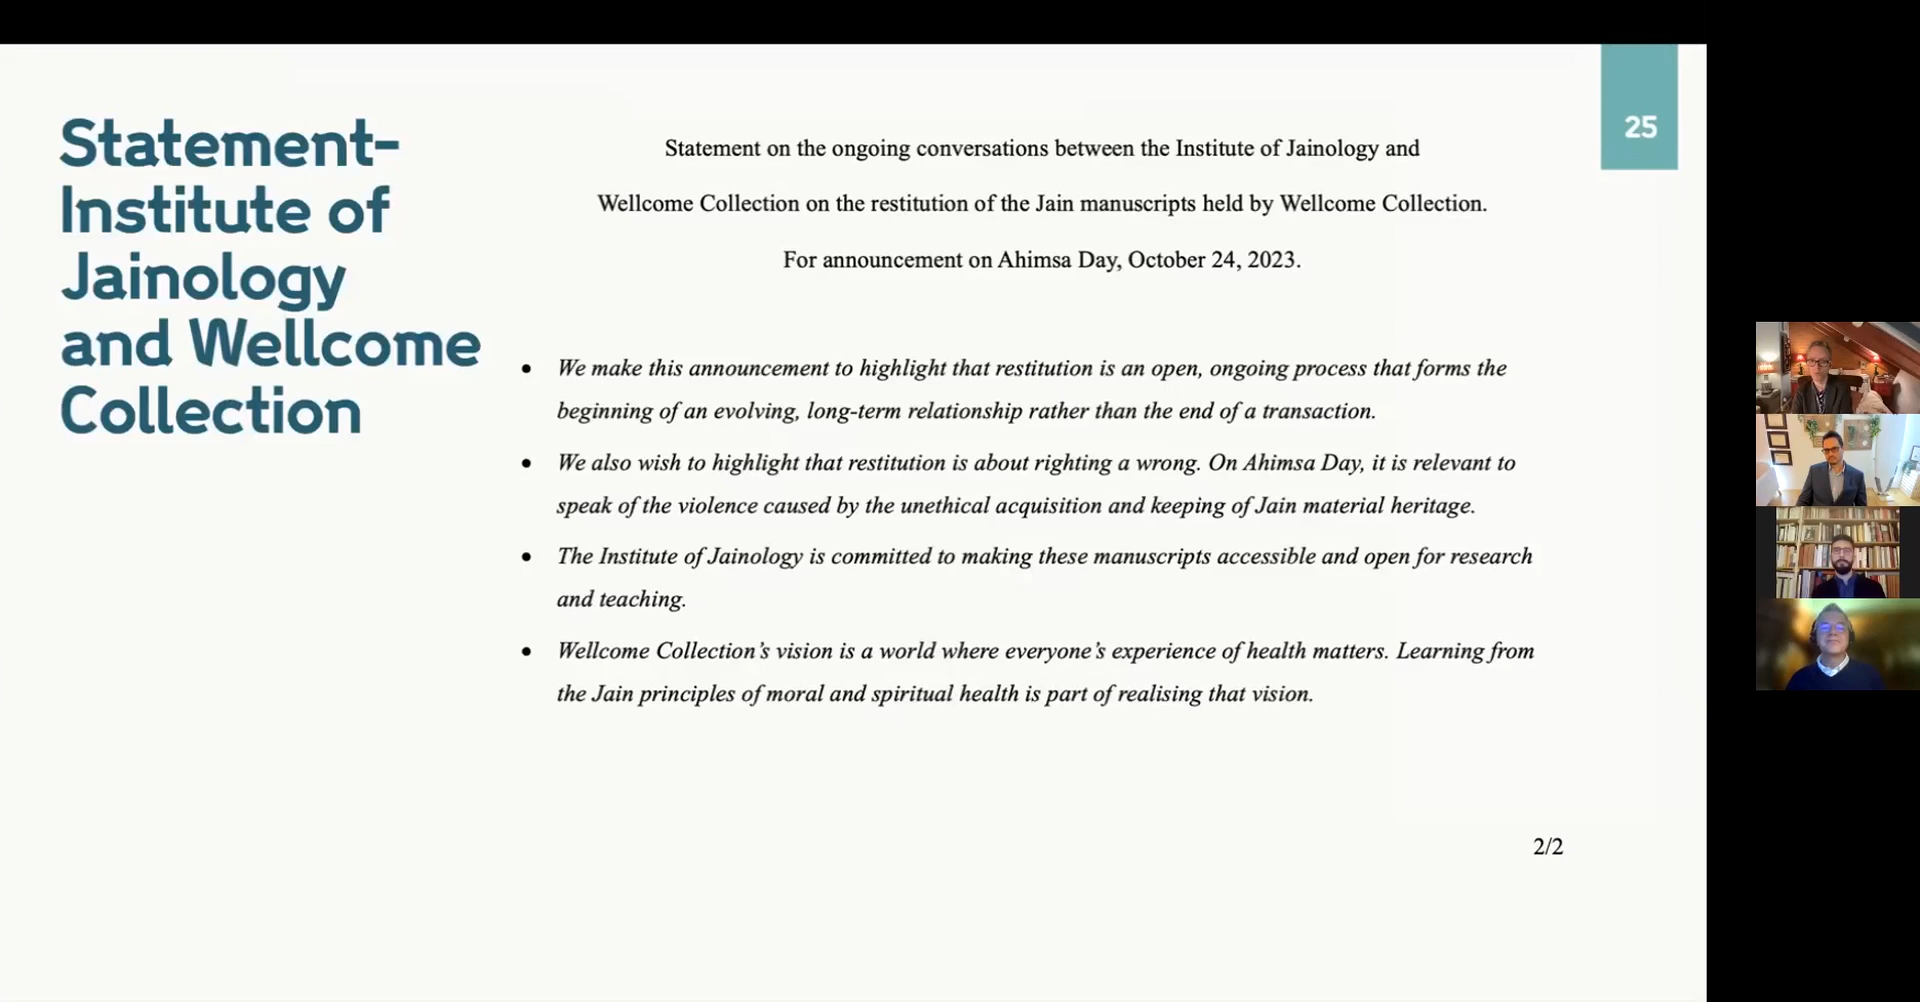 Statement-
Institute of
Jainology
and Wellcome
Collection
25
Statement on the ongoing conversations between the Institute of Jainology and
Wellcome Collection on the restitution of the Jain manuscripts held by Wellcome Collection.
For announcement on Ahimsa Day, October 24, 2023.
• We make this announcement to highlight that restitution is an open, ongoing process that forms the
beginning of an evolving, long-term relationship rather than the end of a transaction.
• We also wish to highlight that restitution is about righting a wrong. On Ahimsa Day, it is relevant to
speak of the violence caused by the unethical acquisition and keeping of Jain material heritage.
• The Institute of Jainology is committed to making these manuscripts accessible and open for research
and teaching.
• Wellcome Collection’s vision is a world where everyone’s experience of health matters. Learning from
the Jain principles of moral and spiritual health is part of realising that vision.
2/2